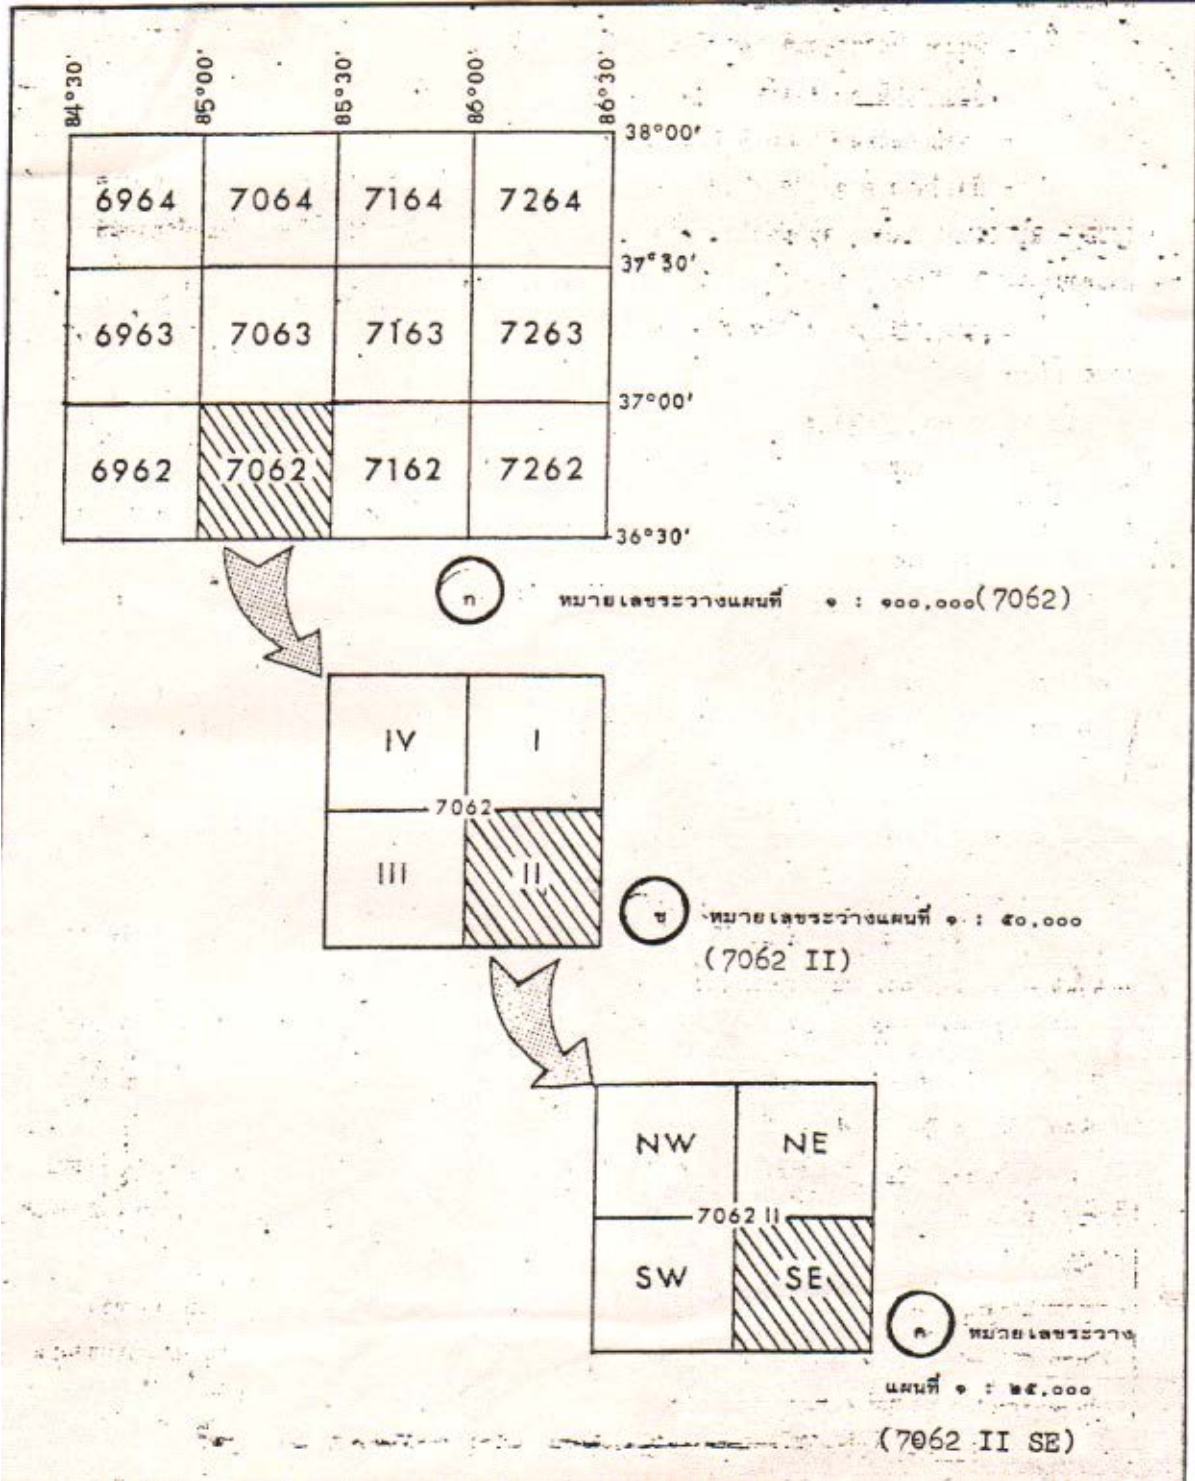 84°30'
85°00'
85°30'
86°00'
86°30'
38°00'
6964 7064 7164 7264
37°30'
6963 7063 7163 7263
37°00'
6962 7062 7162 7262
36°30'
ก หมายเลขระวางแผนที่ ๑ : ๑๐๐,๐๐๐(7062)
IV I
7062
III II
ข หมายเลขระวางแผนที่ ๑ : ๕๐,๐๐๐
(7062 II)
NW NE
7062 II
SW SE
ค หมายเลขระวาง
แผนที่ ๑ : ๒๕,๐๐๐
(7062 II SE)